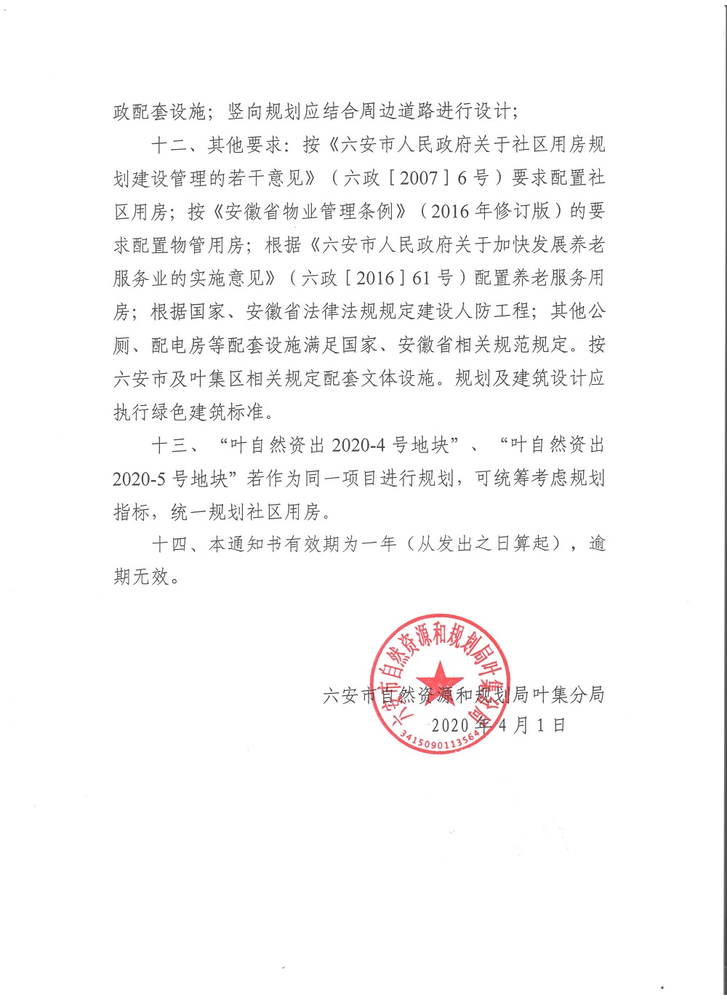 政配套设施；竖向规划应结合周边道路进行设计；
十二、其他要求：按《六安市人民政府关于社区用房规
划建设管理的若干意见》（六政［2007］6号）要求配置社
区用房；按《安徽省物业管理条例》（2016年修订版）的要
求配置物管用房；根据《六安市人民政府关于加快发展养老
服务业的实施意见》（六政［2016］61号）配置养老服务用
房；根据国家、安徽省法律法规规定建设人防工程；其他公
厕、配电房等配套设施满足国家、安徽省相关规范规定。按
六安市及叶集区相关规定配套文体设施。规划及建筑设计应
执行绿色建筑标准。
十三、“叶自然资出2020-4号地块”、“叶自然资出
2020-5号地块”若作为同一项目进行规划，可统筹考虑规划
指标，统一规划社区用房。
十四、本通知书有效期为一年（从发出之日算起），逾
期无效。
六安市自然资源和规划局叶集分局
六安市自然资源和规划局叶集分局
2020年4月1日
3415090113564